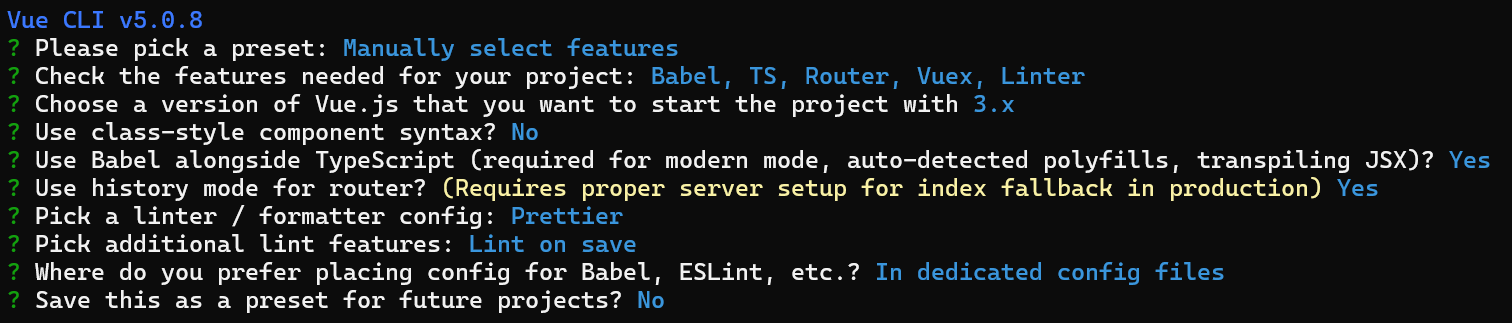 Vue CLI v5.0.8
? Please pick a preset: Manually select features
? Check the features needed for your project: Babel, TS, Router, Vuex, Linter
? Choose a version of Vue.js that you want to start the project with 3.x
? Use class-style component syntax? No
? Use Babel alongside TypeScript (required for modern mode, auto-detected polyfills, transpiling JSX)? Yes
? Use history mode for router? (Requires proper server setup for index fallback in production) Yes
? Pick a linter / formatter config: Prettier
? Pick additional lint features: Lint on save
? Where do you prefer placing config for Babel, ESLint, etc.? In dedicated config files
? Save this as a preset for future projects? No